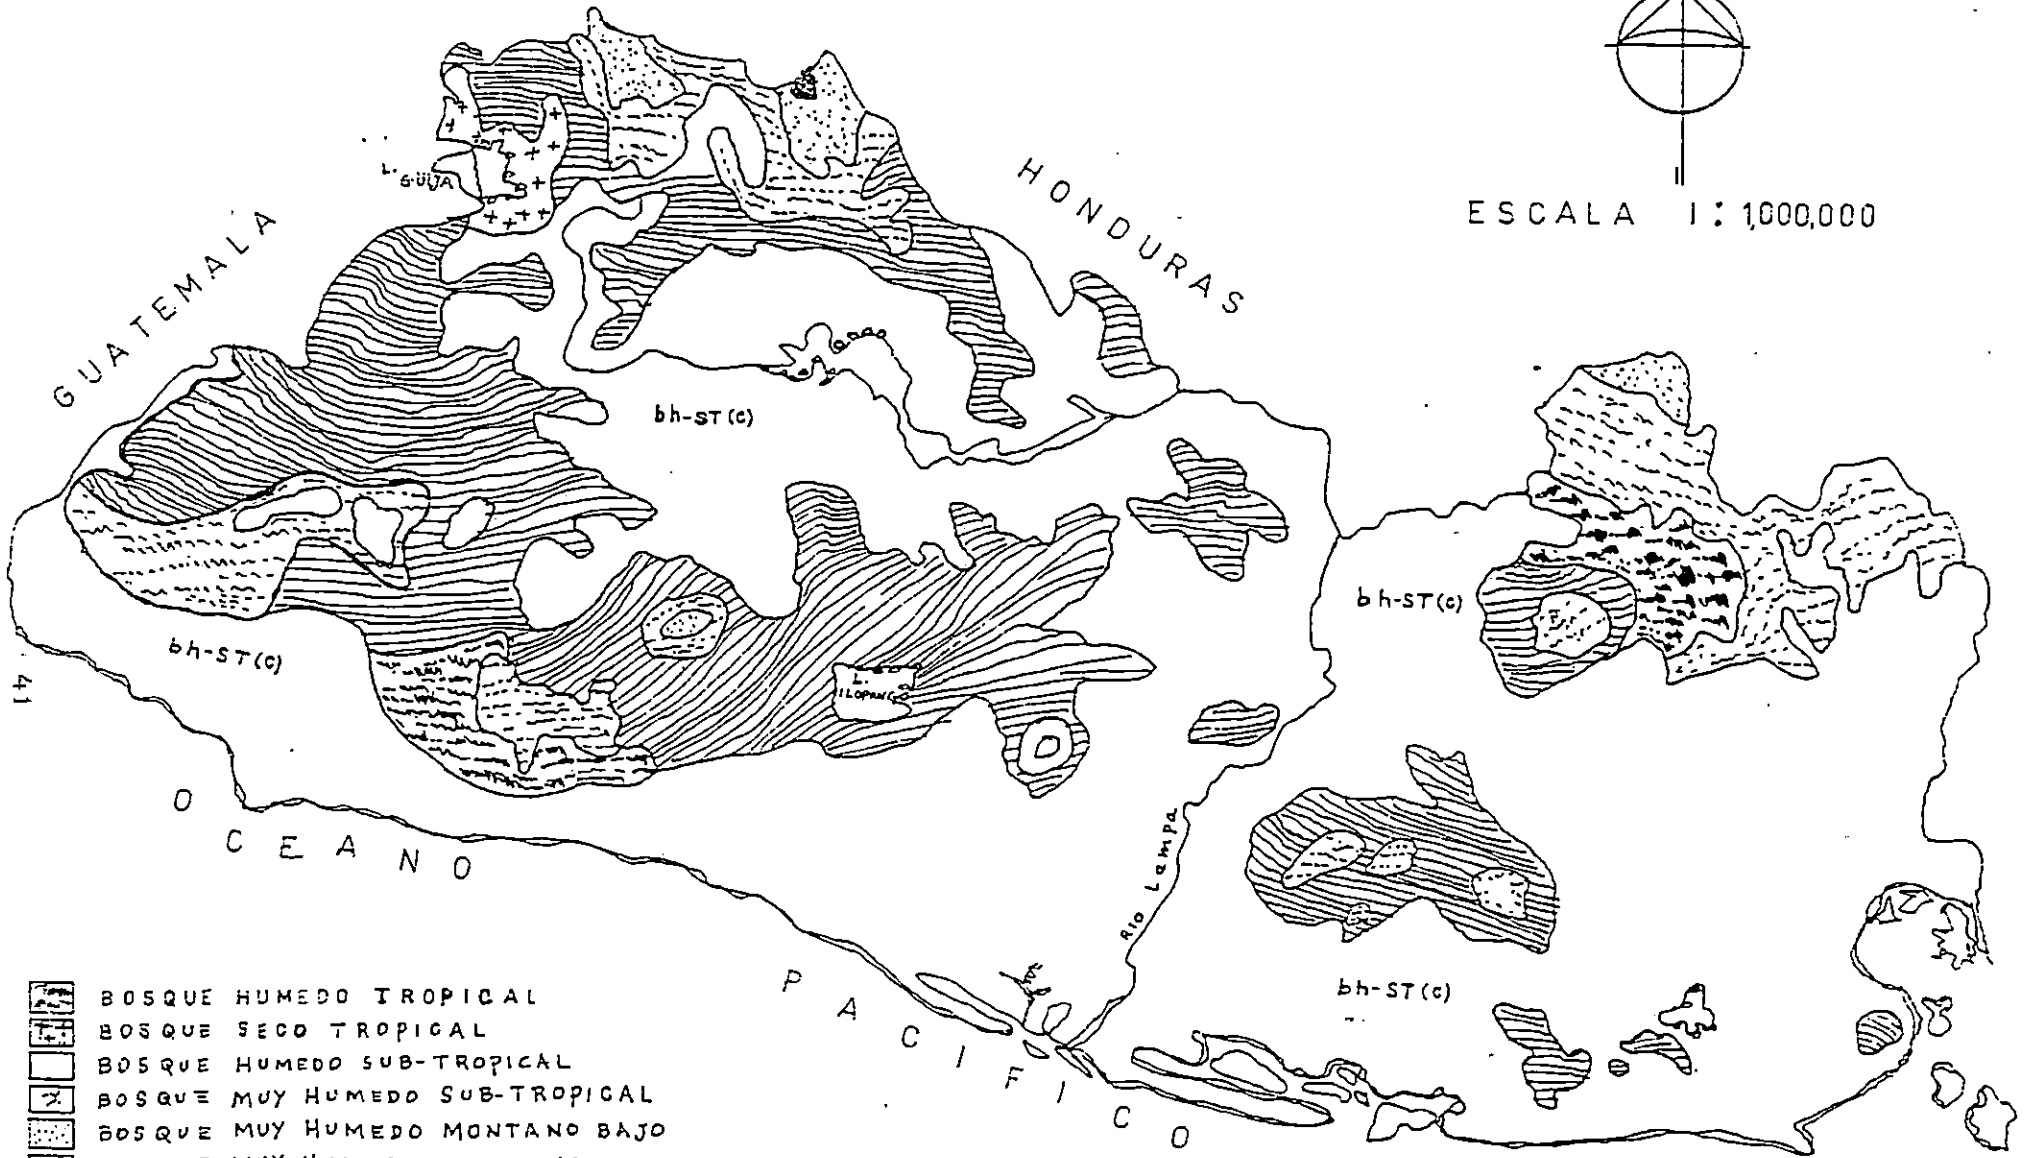 ESCALA 1:1,000,000
GUATEMALA
HONDURAS
L. GÜIJA
bh-ST(c)
bh-ST(c)
bh-ST(c)
bh-ST(c)
L. ILOPANGO
Rio Lempa
OCEANO
PACIFICO
41
BOSQUE HUMEDO TROPICAL
BOSQUE SECO TROPICAL
BOSQUE HUMEDO SUB-TROPICAL
BOSQUE MUY HUMEDO SUB-TROPICAL
BOSQUE MUY HUMEDO MONTANO BAJO